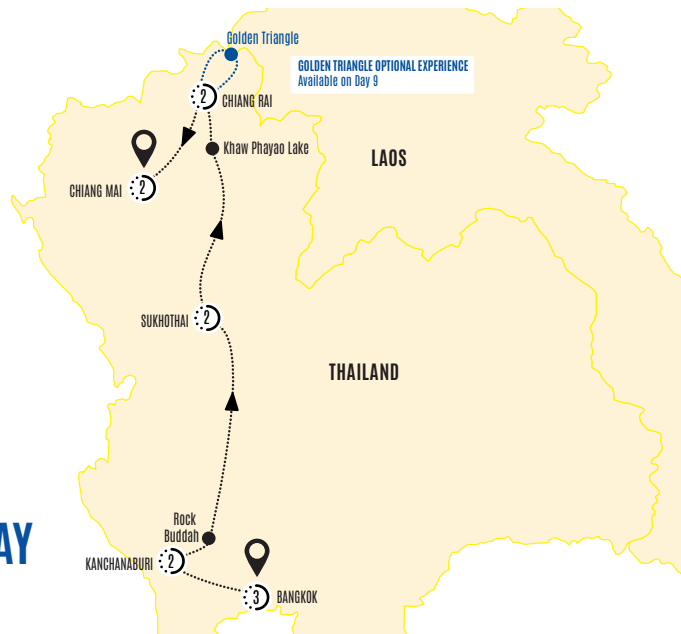 Golden Triangle
GOLDEN TRIANGLE OPTIONAL EXPERIENCE
Available on Day 9
2
CHIANG RAI
Khaw Phayao Lake
LAOS
CHIANG MAI
2
SUKHOTHAI
2
THAILAND
Rock
Buddah
AY
KANCHANABURI
2
3
BANGKOK